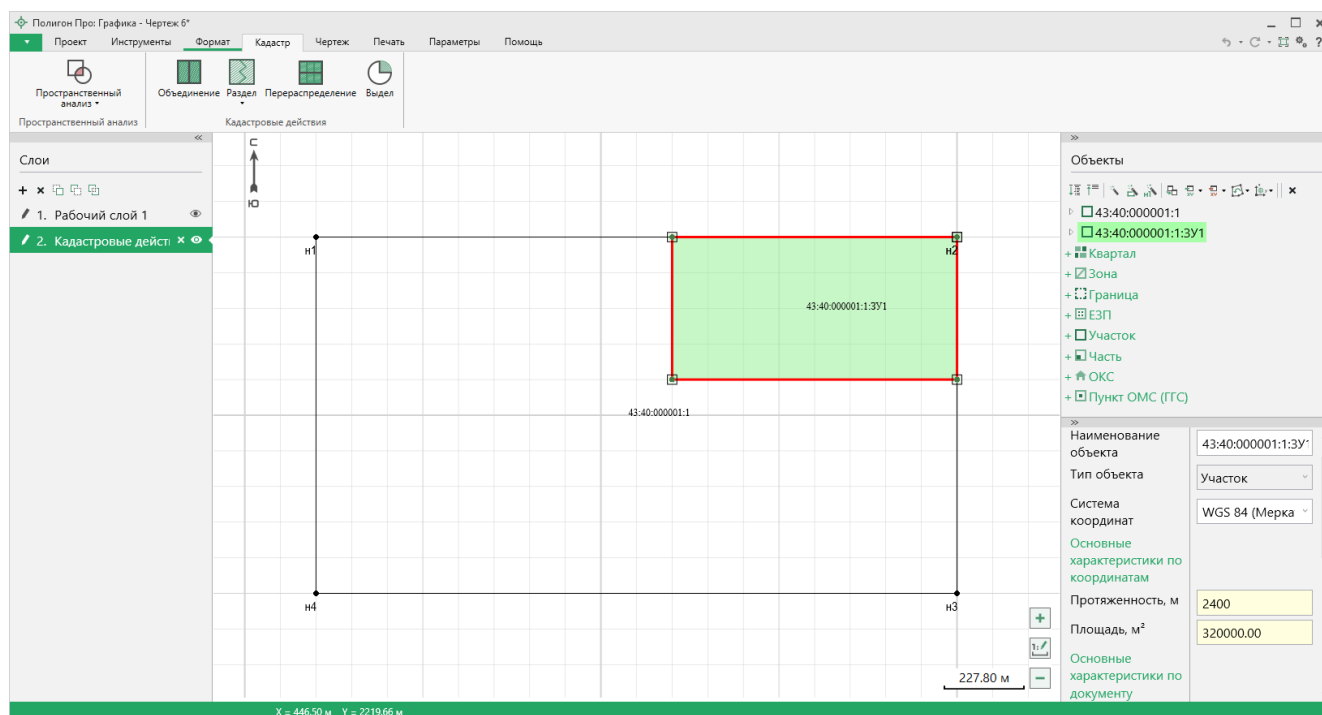 Полигон Про: Графика - Чертеж 6*
Проект Инструменты Формат Кадастр Чертеж Печать Параметры Помощь
Пространственный анализ
Объединение Раздел Перераспределение Выдел
Пространственный анализ Кадастровые действия
Слои
1. Рабочий слой 1
2. Кадастровые дейст
С
Ю
н1
н2
43:40:000001:1:ЗУ1
43:40:000001:1
н4
н3
1:
227.80 м
Объекты
43:40:000001:1
43:40:000001:1:ЗУ1
+ Квартал
+ Зона
+ Граница
+ ЕЗП
+ Участок
+ Часть
+ ОКС
+ Пункт ОМС (ГГС)
Наименование объекта 43:40:000001:1:ЗУ1
Тип объекта Участок
Система координат WGS 84 (Мерка
Основные
характеристики по
координатам
Протяженность, м 2400
Площадь, м² 320000.00
Основные
характеристики по
документу
X = 446.50 м Y = 2219.66 м